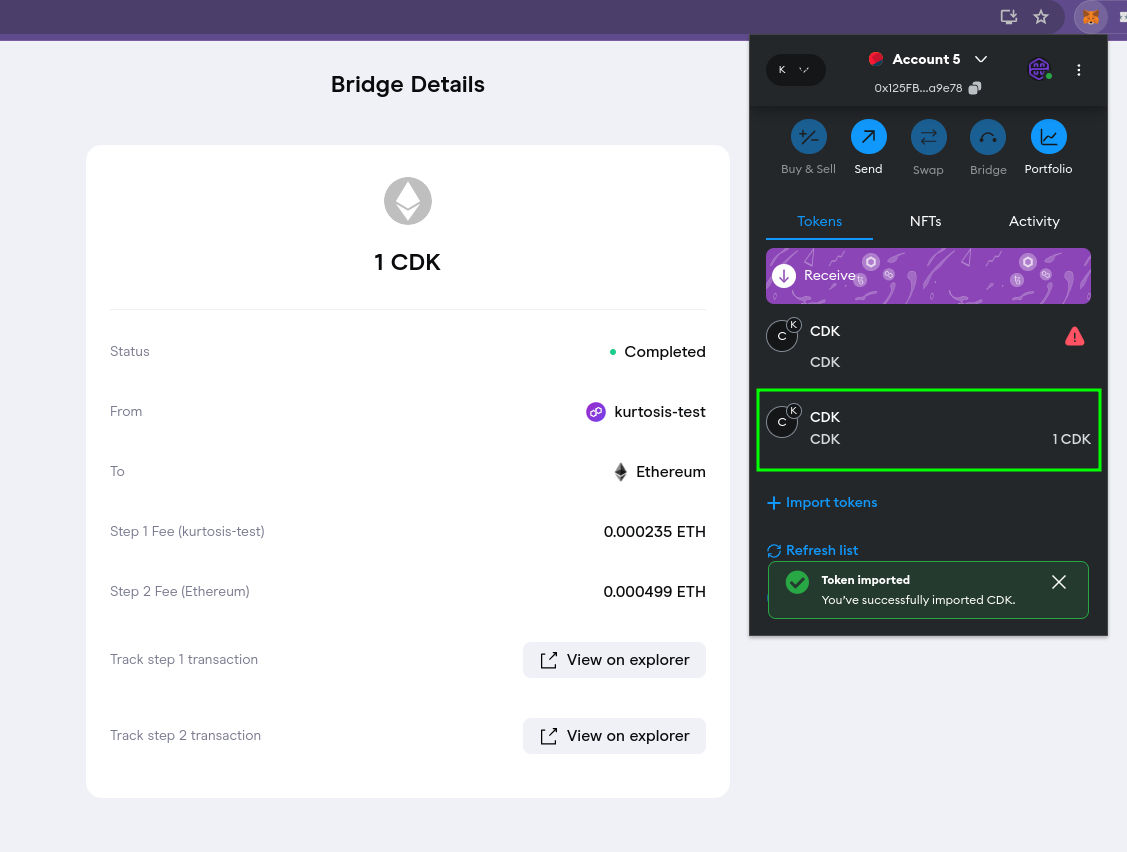 Bridge Details
1 CDK
Status
Completed
From
kurtosis-test
To
Ethereum
Step 1 Fee (kurtosis-test)
0.000235 ETH
Step 2 Fee (Ethereum)
0.000499 ETH
Track step 1 transaction
View on explorer
Track step 2 transaction
View on explorer
K
Account 5
0x125FB...a9e78
Buy & Sell
Send
Swap
Bridge
Portfolio
Tokens
NFTs
Activity
Receive
C
K
CDK
CDK
C
K
CDK
CDK
1 CDK
Import tokens
Refresh list
Token imported
You've successfully imported CDK.